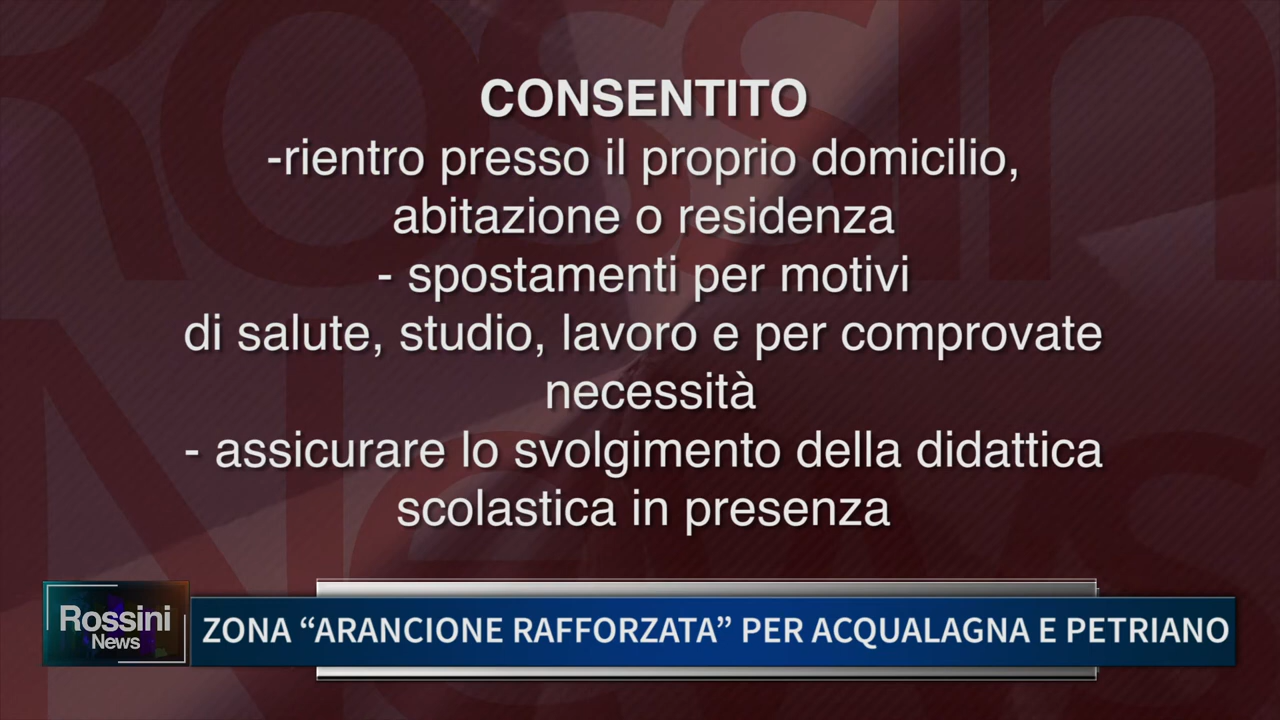 CONSENTITO
-rientro presso il proprio domicilio,
abitazione o residenza
- spostamenti per motivi
di salute, studio, lavoro e per comprovate
necessità
- assicurare lo svolgimento della didattica
scolastica in presenza
Rossini
News
ZONA “ARANCIONE RAFFORZATA” PER ACQUALAGNA E PETRIANO